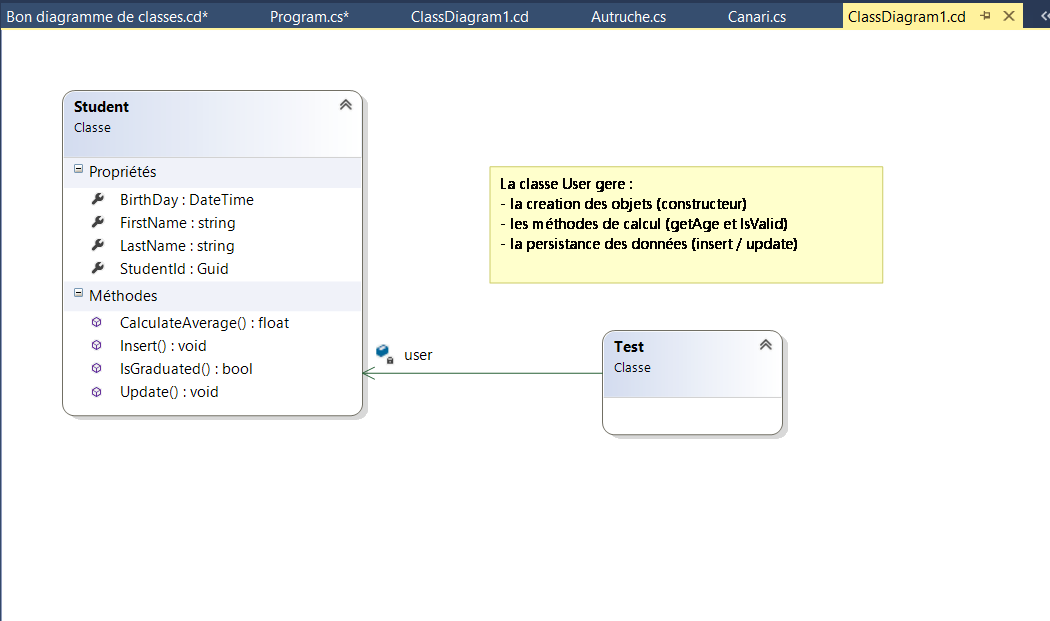 Bon diagramme de classes.cd* Program.cs* ClassDiagram1.cd Autruche.cs Canari.cs ClassDiagram1.cd
Student
Classe
Propriétés
BirthDay : DateTime
FirstName : string
LastName : string
StudentId : Guid
Méthodes
CalculateAverage() : float
Insert() : void
IsGraduated() : bool
Update() : void
La classe User gere :
- la creation des objets (constructeur)
- les méthodes de calcul (getAge et IsValid)
- la persistance des données (insert / update)
user
Test
Classe